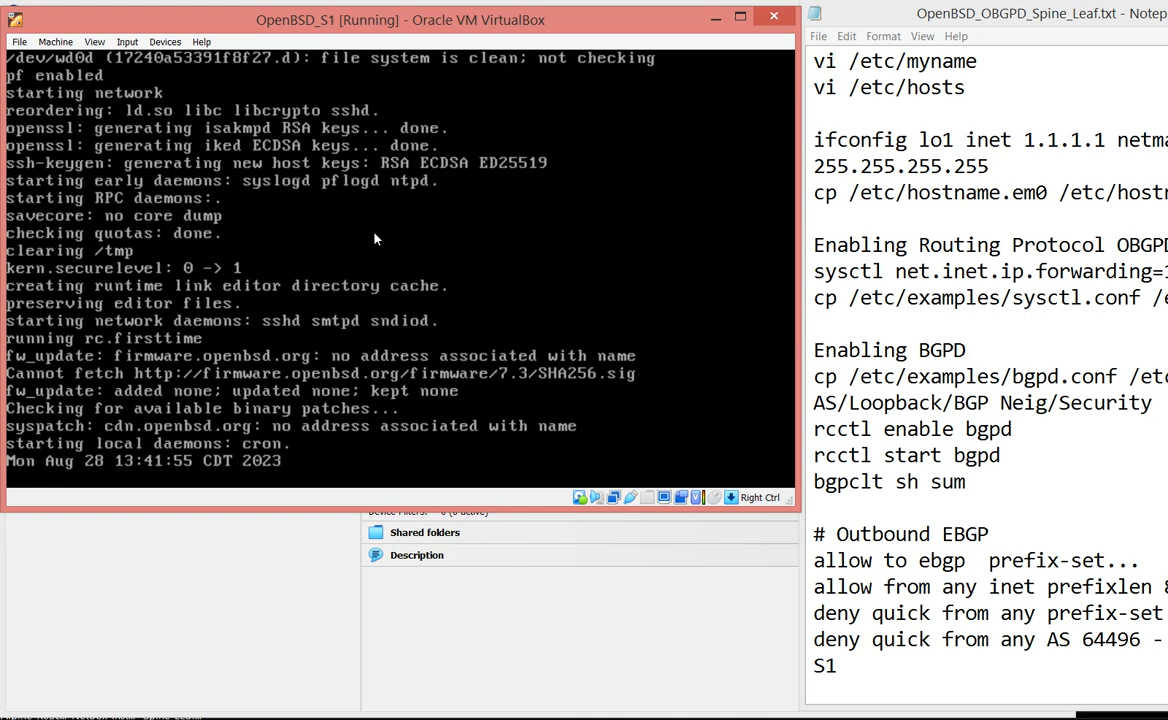 OpenBSD_S1 [Running] - Oracle VM VirtualBox
File Machine View Input Devices Help
/dev/wd0d (17240a53391f8f27.d): file system is clean; not checking
pf enabled
starting network
reordering: ld.so libc libcrypto sshd.
openssl: generating isakmpd RSA keys... done.
openssl: generating iked ECDSA keys... done.
ssh-keygen: generating new host keys: RSA ECDSA ED25519
starting early daemons: syslogd pflogd ntpd.
starting RPC daemons:.
savecore: no core dump
checking quotas: done.
clearing /tmp
kern.securelevel: 0 -> 1
creating runtime link editor directory cache.
preserving editor files.
starting network daemons: sshd smtpd sndiod.
running rc.firsttime
fw_update: firmware.openbsd.org: no address associated with name
Cannot fetch http://firmware.openbsd.org/firmware/7.3/SHA256.sig
fw_update: added none; updated none; kept none
Checking for available binary patches...
syspatch: cdn.openbsd.org: no address associated with name
starting local daemons: cron.
Mon Aug 28 13:41:55 CDT 2023
Right Ctrl
Shared folders
Description
OpenBSD_OBGPD_Spine_Leaf.txt - Notep
File Edit Format View Help
vi /etc/myname
vi /etc/hosts
ifconfig lo1 inet 1.1.1.1 netma
255.255.255.255
cp /etc/hostname.em0 /etc/hostn
Enabling Routing Protocol OBGPD
sysctl net.inet.ip.forwarding=1
cp /etc/examples/sysctl.conf /e
Enabling BGPD
cp /etc/examples/bgpd.conf /etc
AS/Loopback/BGP Neig/Security
rcctl enable bgpd
rcctl start bgpd
bgpclt sh sum
# Outbound EBGP
allow to ebgp  prefix-set...
allow from any inet prefixlen 8
deny quick from any prefix-set
deny quick from any AS 64496 -
S1